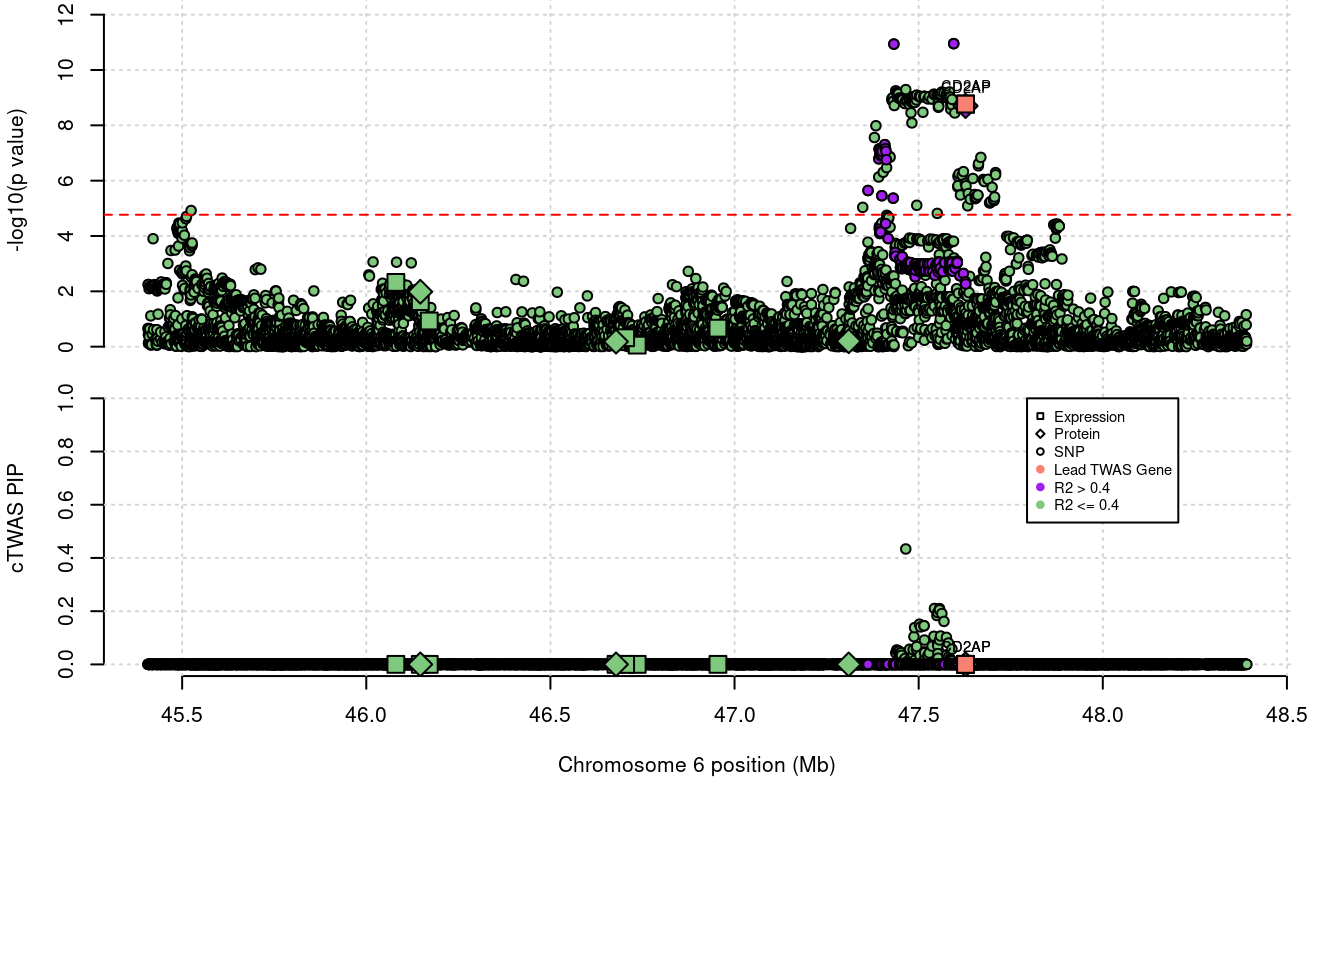 12
10
8
6
4
2
0
-log10(p value)
CD2AP
CD2AP
1.0
0.8
0.6
0.4
0.2
0.0
cTWAS PIP
Expression
Protein
SNP
Lead TWAS Gene
R2 > 0.4
R2 <= 0.4
CD2AP
45.5 46.0 46.5 47.0 47.5 48.0 48.5
Chromosome 6 position (Mb)